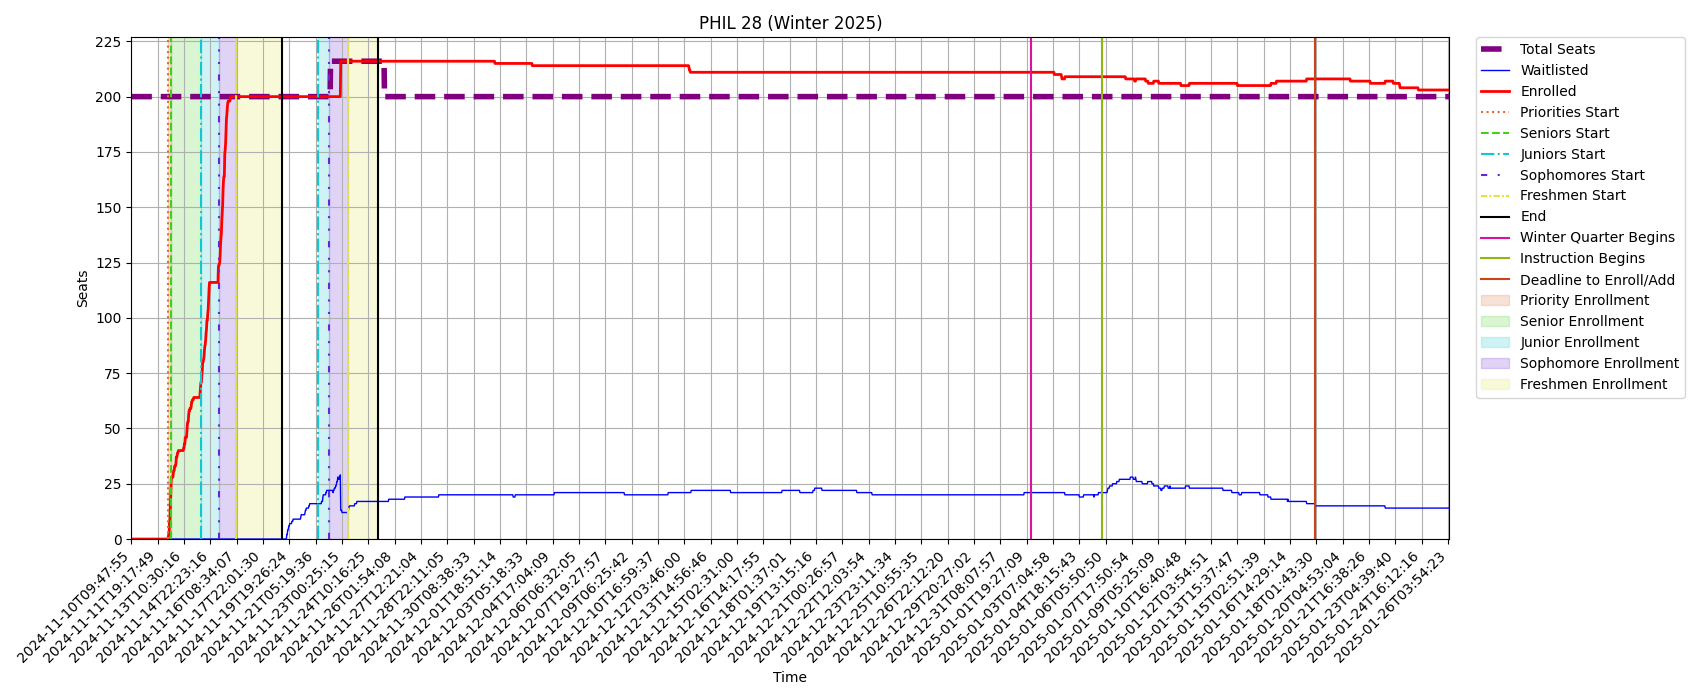 PHIL 28 (Winter 2025)
Seats
225
200
175
150
125
100
75
50
25
0
2024-11-10T09:47:55
2024-11-11T19:17:49
2024-11-13T10:30:16
2024-11-14T22:23:16
2024-11-16T08:34:07
2024-11-17T22:01:30
2024-11-19T19:26:24
2024-11-21T05:19:36
2024-11-23T00:25:15
2024-11-24T10:16:25
2024-11-26T01:54:08
2024-11-27T12:21:04
2024-11-28T22:11:05
2024-11-30T08:38:33
2024-12-01T18:51:14
2024-12-03T05:18:33
2024-12-04T17:04:09
2024-12-06T06:32:05
2024-12-07T19:27:57
2024-12-09T06:25:42
2024-12-10T16:59:37
2024-12-12T03:46:00
2024-12-13T14:56:46
2024-12-15T02:31:00
2024-12-16T14:17:55
2024-12-18T01:37:01
2024-12-19T13:15:16
2024-12-21T00:26:57
2024-12-22T12:03:54
2024-12-23T23:11:34
2024-12-25T10:55:35
2024-12-26T22:12:20
2024-12-29T20:27:02
2024-12-31T08:07:57
2025-01-01T19:27:09
2025-01-03T07:04:58
2025-01-04T18:15:43
2025-01-06T05:50:50
2025-01-07T17:50:54
2025-01-09T05:25:09
2025-01-10T16:40:48
2025-01-12T03:54:51
2025-01-13T15:37:47
2025-01-15T02:51:39
2025-01-16T14:29:14
2025-01-18T01:43:30
2025-01-20T04:53:04
2025-01-21T16:38:26
2025-01-23T04:39:40
2025-01-24T16:12:16
2025-01-26T03:54:23
Time
Total Seats
Waitlisted
Enrolled
Priorities Start
Seniors Start
Juniors Start
Sophomores Start
Freshmen Start
End
Winter Quarter Begins
Instruction Begins
Deadline to Enroll/Add
Priority Enrollment
Senior Enrollment
Junior Enrollment
Sophomore Enrollment
Freshmen Enrollment